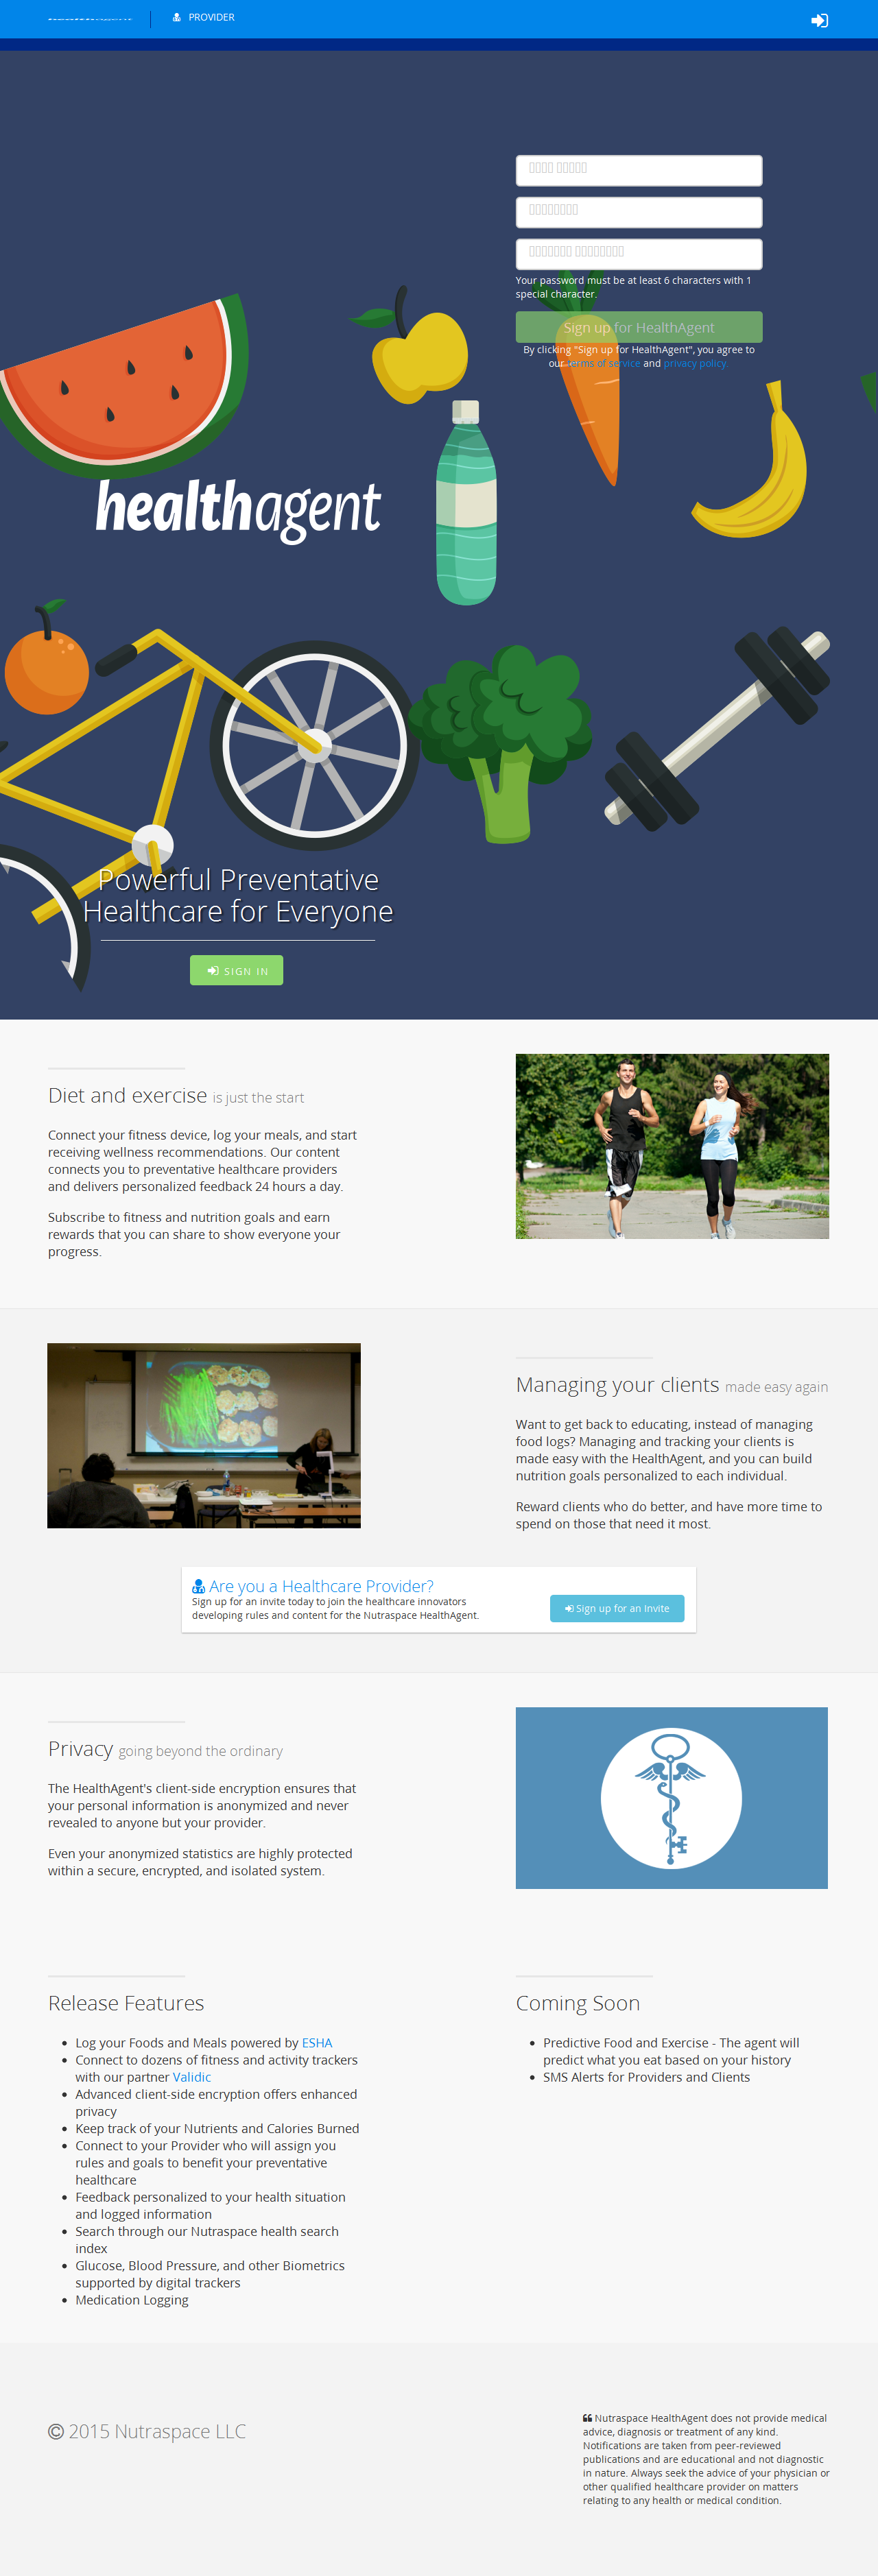 PROVIDER
Your password must be at least 6 characters with 1
special character.
Sign up for HealthAgent
By clicking "Sign up for HealthAgent", you agree to
our terms of service and privacy policy.
healthagent
Powerful Preventative
Healthcare for Everyone
SIGN IN
Diet and exercise is just the start
Connect your fitness device, log your meals, and start
receiving wellness recommendations. Our content
connects you to preventative healthcare providers
and delivers personalized feedback 24 hours a day.
Subscribe to fitness and nutrition goals and earn
rewards that you can share to show everyone your
progress.
Managing your clients made easy again
Want to get back to educating, instead of managing
food logs? Managing and tracking your clients is
made easy with the HealthAgent, and you can build
nutrition goals personalized to each individual.
Reward clients who do better, and have more time to
spend on those that need it most.
Are you a Healthcare Provider?
Sign up for an invite today to join the healthcare innovators
developing rules and content for the Nutraspace HealthAgent.
Sign up for an Invite
Privacy going beyond the ordinary
The HealthAgent's client-side encryption ensures that
your personal information is anonymized and never
revealed to anyone but your provider.
Even your anonymized statistics are highly protected
within a secure, encrypted, and isolated system.
Release Features
• Log your Foods and Meals powered by ESHA
• Connect to dozens of fitness and activity trackers
with our partner Validic
• Advanced client-side encryption offers enhanced
privacy
• Keep track of your Nutrients and Calories Burned
• Connect to your Provider who will assign you
rules and goals to benefit your preventative
healthcare
• Feedback personalized to your health situation
and logged information
• Search through our Nutraspace health search
index
• Glucose, Blood Pressure, and other Biometrics
supported by digital trackers
• Medication Logging
Coming Soon
• Predictive Food and Exercise - The agent will
predict what you eat based on your history
• SMS Alerts for Providers and Clients
© 2015 Nutraspace LLC
❝ Nutraspace HealthAgent does not provide medical
advice, diagnosis or treatment of any kind.
Notifications are taken from peer-reviewed
publications and are educational and not diagnostic
in nature. Always seek the advice of your physician or
other qualified healthcare provider on matters
relating to any health or medical condition.